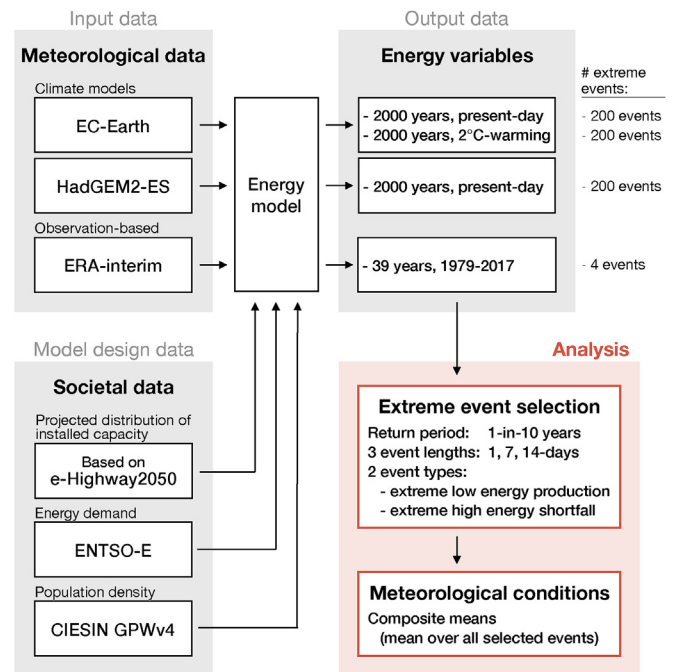 Input data
Meteorological data
Climate models
EC-Earth
HadGEM2-ES
Observation-based
ERA-interim
Energy
model
Output data
Energy variables
- 2000 years, present-day
- 2000 years, 2°C-warming
- 2000 years, present-day
- 39 years, 1979-2017
# extreme
events:
- 200 events
- 200 events
- 200 events
- 4 events
Model design data
Societal data
Projected distribution of
installed capacity
Based on
e-Highway2050
Energy demand
ENTSO-E
Population density
CIESIN GPWv4
Analysis
Extreme event selection
Return period: 1-in-10 years
3 event lengths: 1, 7, 14-days
2 event types:
- extreme low energy production
- extreme high energy shortfall
Meteorological conditions
Composite means
(mean over all selected events)